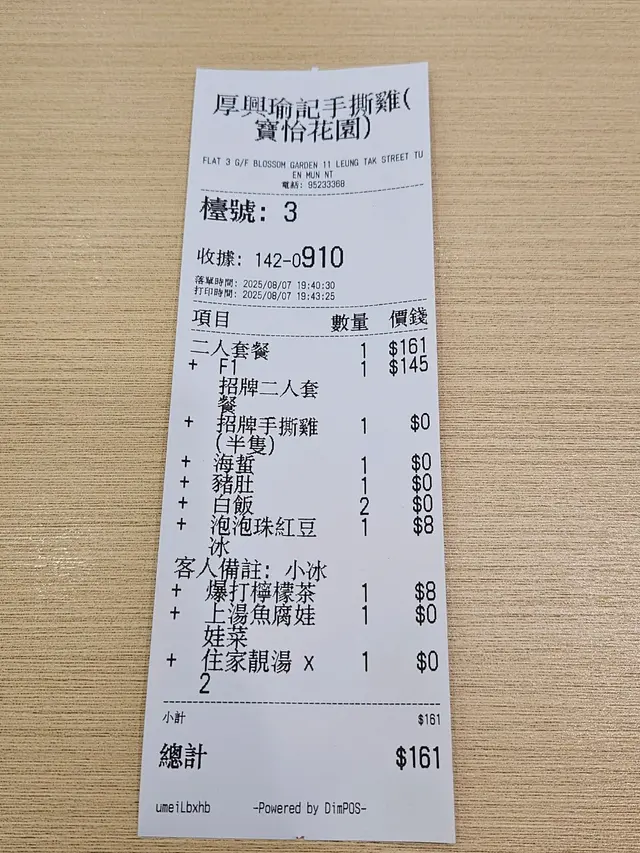 厚興瑜記手撕雞(
寶怡花園)
FLAT 3 G/F BLOSSOM GARDEN 11 LEUNG TAK STREET TU
EN MUN NT
電話: 95233368
檯號: 3
收據: 142-0910
落單時間: 2025/08/07 19:40:30
打印時間: 2025/08/07 19:43:25
項目 數量 價錢
二人套餐 1 $161
+ F1 1 $145
招牌二人套
餐
+ 招牌手撕雞 1 $0
(半隻)
+ 海蜇 1 $0
+ 豬肚 1 $0
+ 白飯 2 $0
+ 泡泡珠紅豆 1 $8
冰
客人備註: 小冰
+ 爆打檸檬茶 1 $8
+ 上湯魚腐娃 1 $0
娃菜
+ 住家靚湯 x 1 $0
2
小計 $161
總計 $161
umeiLbxhb -Powered by DimPOS-